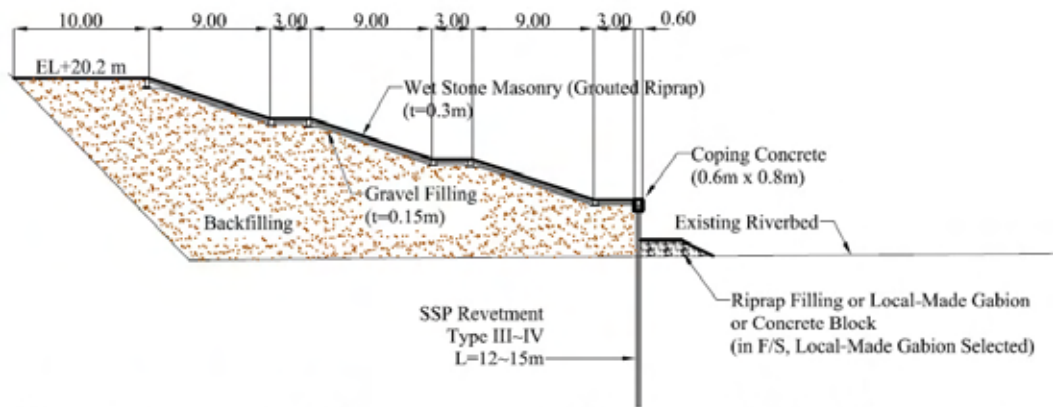 10.00 9.00 3.00 9.00 3.00 9.00 3.00 0.60
EL+20.2 m
Wet Stone Masonry (Grouted Riprap)
(t=0.3m)
Coping Concrete
(0.6m x 0.8m)
Gravel Filling
(t=0.15m)
Backfilling
Existing Riverbed
SSP Revetment
Type III~IV
L=12~15m
Riprap Filling or Local-Made Gabion
or Concrete Block
(in F/S, Local-Made Gabion Selected)